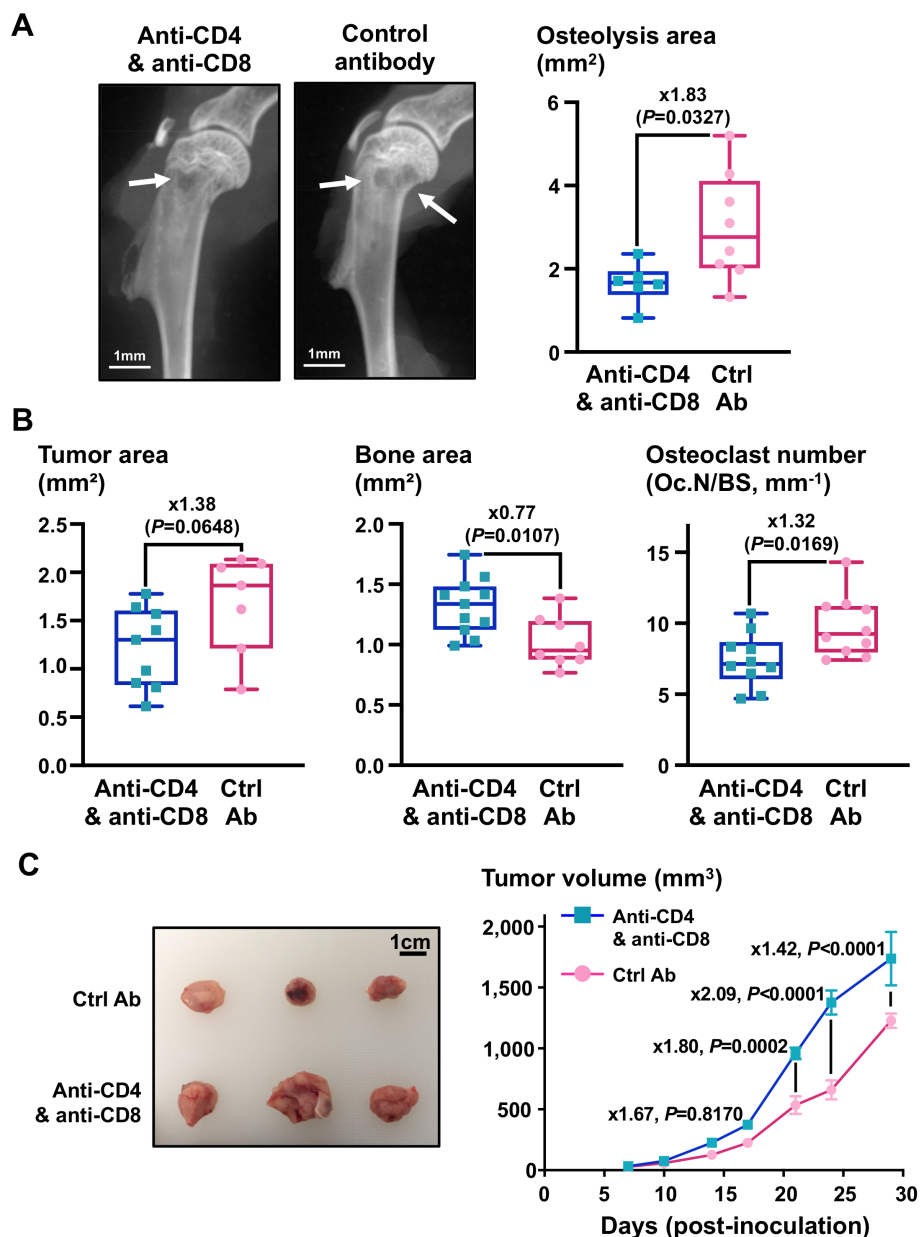 A
Anti-CD4
& anti-CD8
Control
antibody
1mm
1mm
Osteolysis area
(mm²)
x1.83
(P=0.0327)
6
4
2
0
Anti-CD4
& anti-CD8
Ctrl
Ab
B
Tumor area
(mm²)
x1.38
(P=0.0648)
2.5
2.0
1.5
1.0
0.5
0.0
Anti-CD4
& anti-CD8
Ctrl
Ab
Bone area
(mm²)
x0.77
(P=0.0107)
2.0
1.5
1.0
0.5
0.0
Anti-CD4
& anti-CD8
Ctrl
Ab
Osteoclast number
(Oc.N/BS, mm⁻¹)
x1.32
(P=0.0169)
15
10
5
0
Anti-CD4
& anti-CD8
Ctrl
Ab
C
1cm
Ctrl Ab
Anti-CD4
& anti-CD8
Tumor volume (mm³)
Anti-CD4
& anti-CD8
Ctrl Ab
x1.42, P<0.0001
x2.09, P<0.0001
x1.80, P=0.0002
x1.67, P=0.8170
2,000
1,500
1,000
500
0
0 5 10 15 20 25 30
Days (post-inoculation)